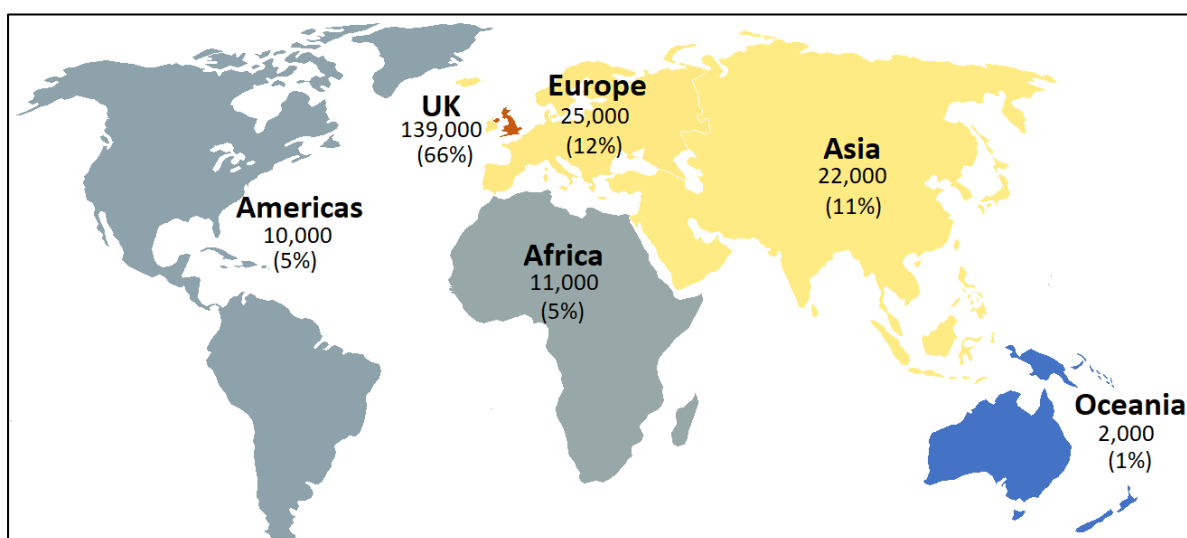 UK
139,000
(66%)
Europe
25,000
(12%)
Asia
22,000
(11%)
Americas
10,000
(5%)
Africa
11,000
(5%)
Oceania
2,000
(1%)